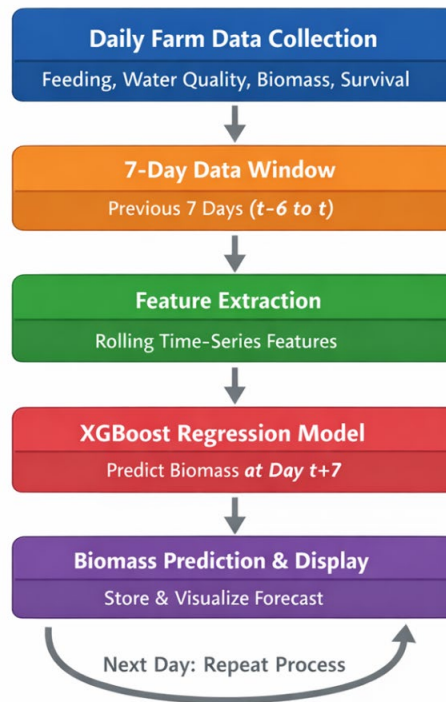 Daily Farm Data Collection
Feeding, Water Quality, Biomass, Survival
7-Day Data Window
Previous 7 Days (t-6 to t)
Feature Extraction
Rolling Time-Series Features
XGBoost Regression Model
Predict Biomass at Day t+7
Biomass Prediction & Display
Store & Visualize Forecast
Next Day: Repeat Process